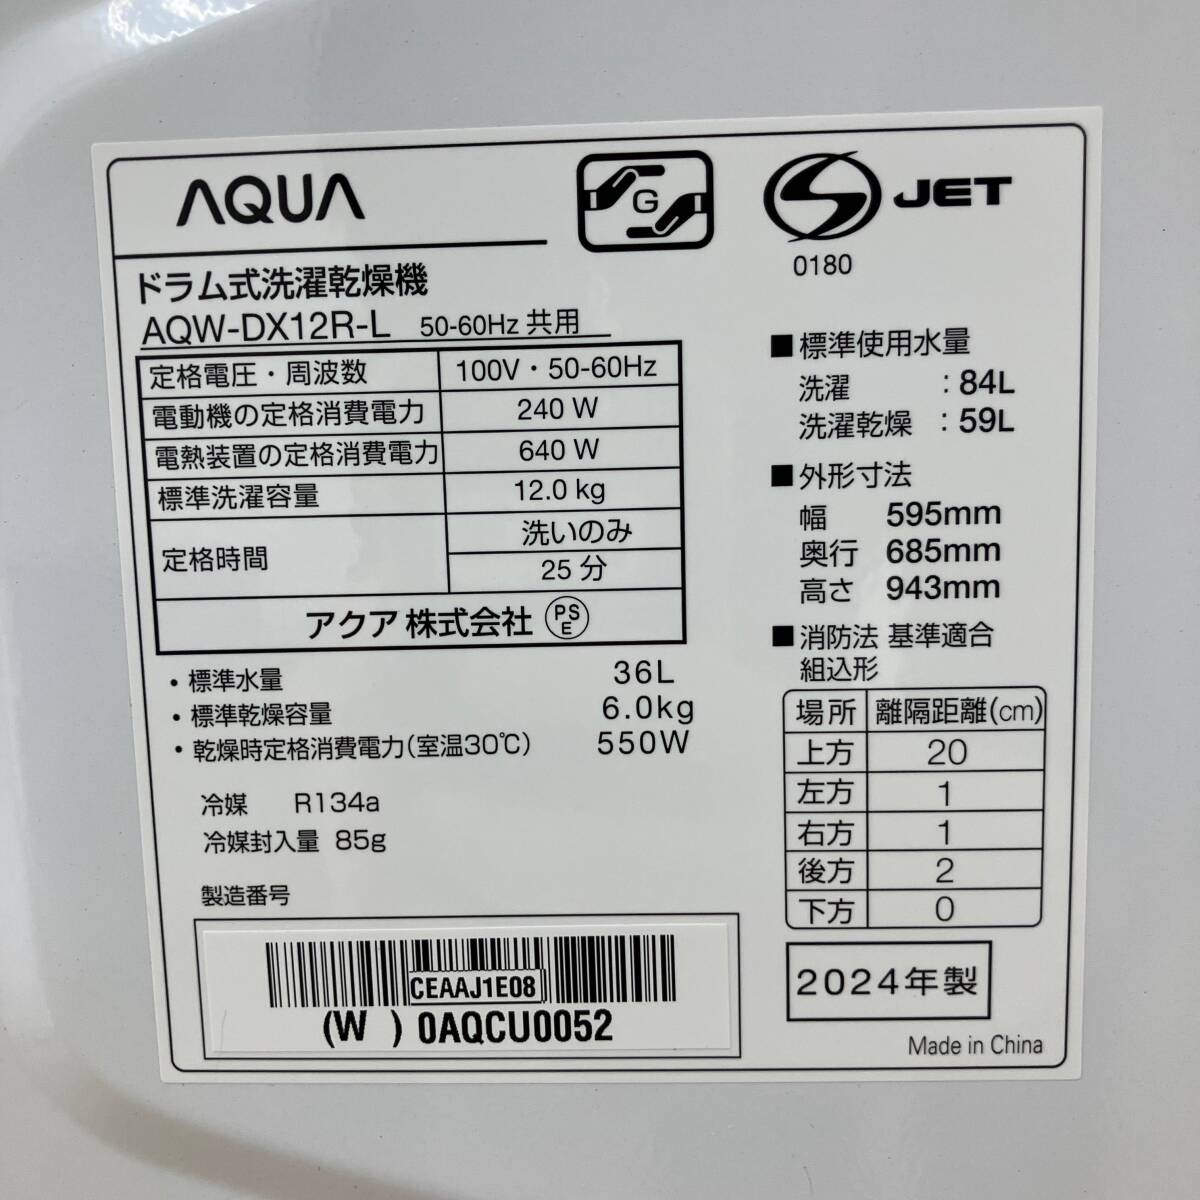 AQUA
G
JET
0180
ドラム式洗濯乾燥機
AQW-DX12R-L 50-60Hz 共用
定格電圧・周波数 100V・50-60Hz
電動機の定格消費電力 240 W
電熱装置の定格消費電力 640 W
標準洗濯容量 12.0 kg
定格時間 洗いのみ
25 分
アクア 株式会社 PSE
・標準水量 36L
・標準乾燥容量 6.0kg
・乾燥時定格消費電力(室温30℃) 550W
冷媒 R134a
冷媒封入量 85g
製造番号
CEAAJ1E08
(W ) 0AQCU0052
■標準使用水量
洗濯 : 84L
洗濯乾燥 : 59L
■外形寸法
幅 595mm
奥行 685mm
高さ 943mm
■消防法 基準適合
組込形
場所 離隔距離(cm)
上方 20
左方 1
右方 1
後方 2
下方 0
2024年製
Made in China